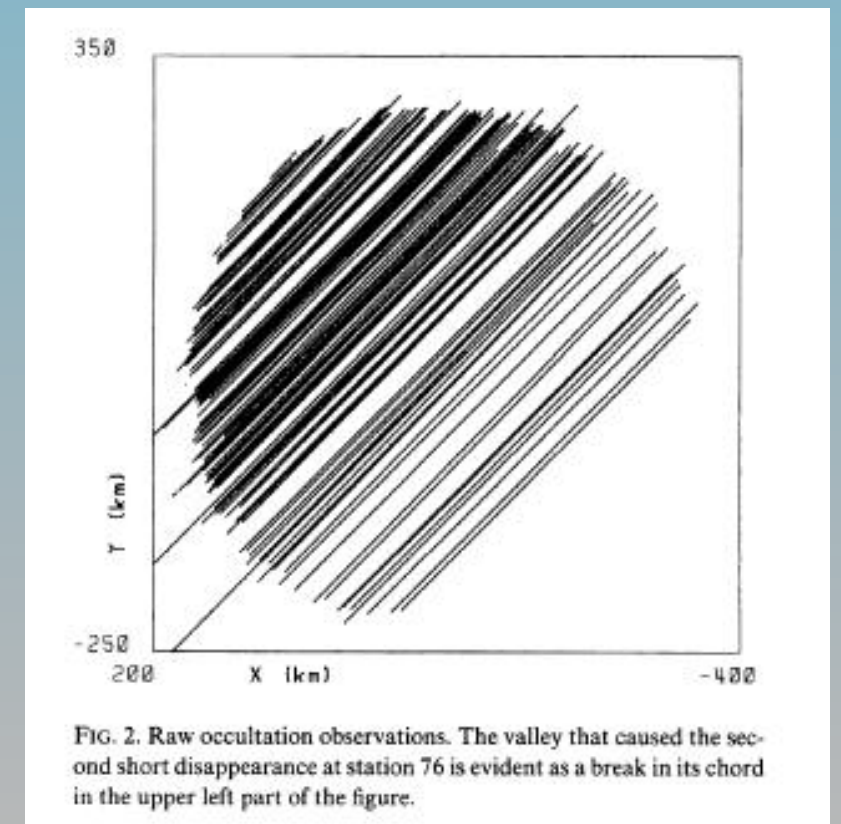 350
Y (km)
-250
200 X (km) -400
FIG. 2. Raw occultation observations. The valley that caused the sec-
ond short disappearance at station 76 is evident as a break in its chord
in the upper left part of the figure.